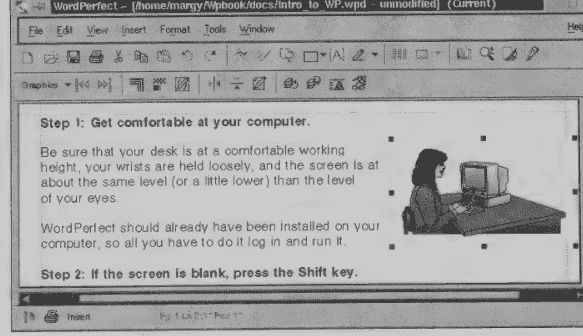 WordPerfect - [/home/margy/Wpbook/docs/Intro_to_WP.wpd - unmodified] (Current)
File Edit View Insert Format Tools Window Help
Graphics
Step 1: Get comfortable at your computer.
Be sure that your desk is at a comfortable working
height, your wrists are held loosely, and the screen is at
about the same level (or a little lower) than the level
of your eyes.
WordPerfect should already have been installed on your
computer, so all you have to do it log in and run it.
Step 2: If the screen is blank, press the Shift key.
Insert